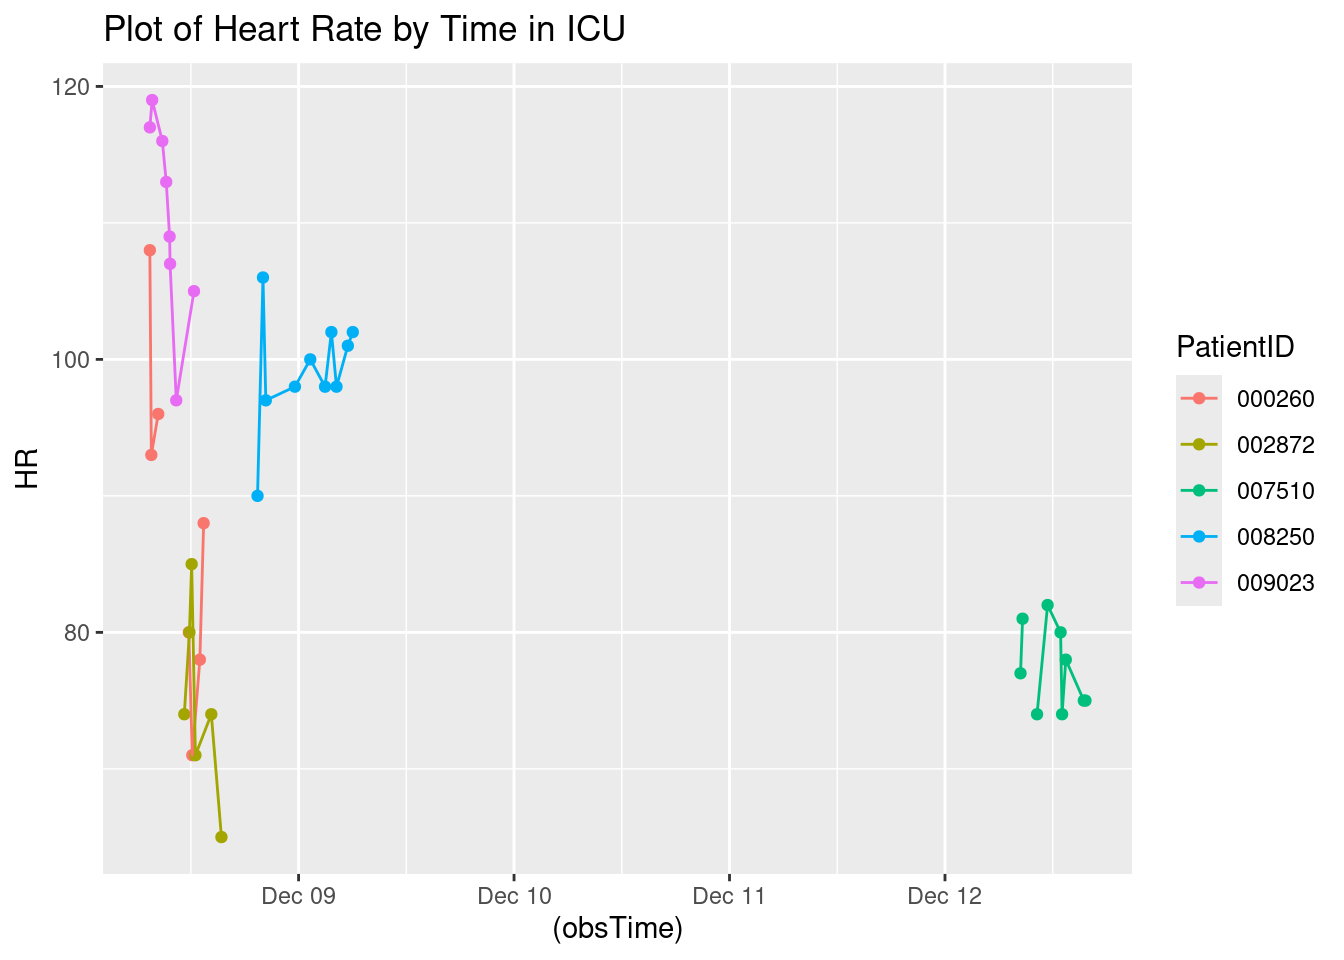 Plot of Heart Rate by Time in ICU
120
100
80
HR
Dec 09
Dec 10
Dec 11
Dec 12
(obsTime)
PatientID
000260
002872
007510
008250
009023